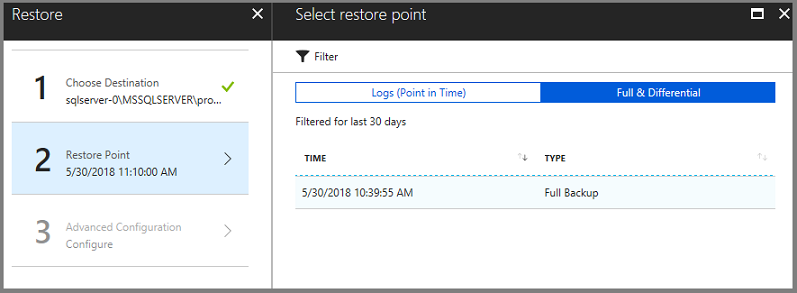 Restore
1
Choose Destination
sqlserver-0\MSSQLSERVER\pro...
2
Restore Point
5/30/2018 11:10:00 AM
3
Advanced Configuration
Configure
Select restore point
Filter
Logs (Point in Time)
Full & Differential
Filtered for last 30 days
TIME TYPE
5/30/2018 10:39:55 AM Full Backup